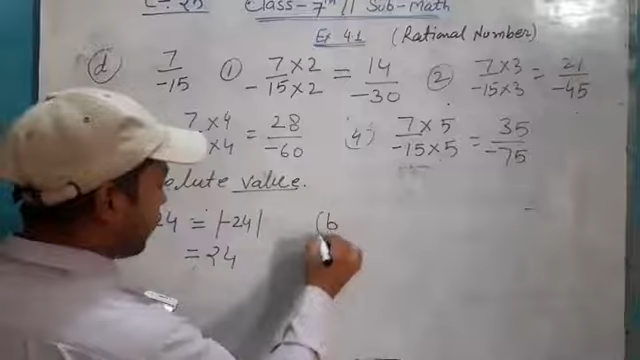 Class-7th // Sub-Math
Ex 4.1 (Rational Number)
(d) 7/-15 (1) 7×2/-15×2 = 14/-30 (2) 7×3/-15×3 = 21/-45
7×4/×4 = 28/-60 (4) 7×5/-15×5 = 35/-75
value.
24 = |-24| (b
= 24